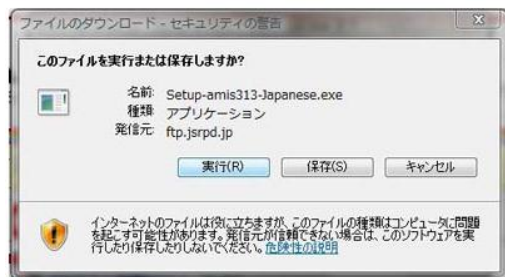 ファイルのダウンロード - セキュリティの警告
このファイルを実行または保存しますか?
名前: Setup-amis313-Japanese.exe
種類: アプリケーション
発信元: ftp.jsrpd.jp
実行(R)
保存(S)
キャンセル
インターネットのファイルは役に立ちますが、このファイルの種類はコンピュータに問題
を起こす可能性があります。発信元が信頼できない場合は、このソフトウェアを実
行したり保存したりしないでください。危険性の説明